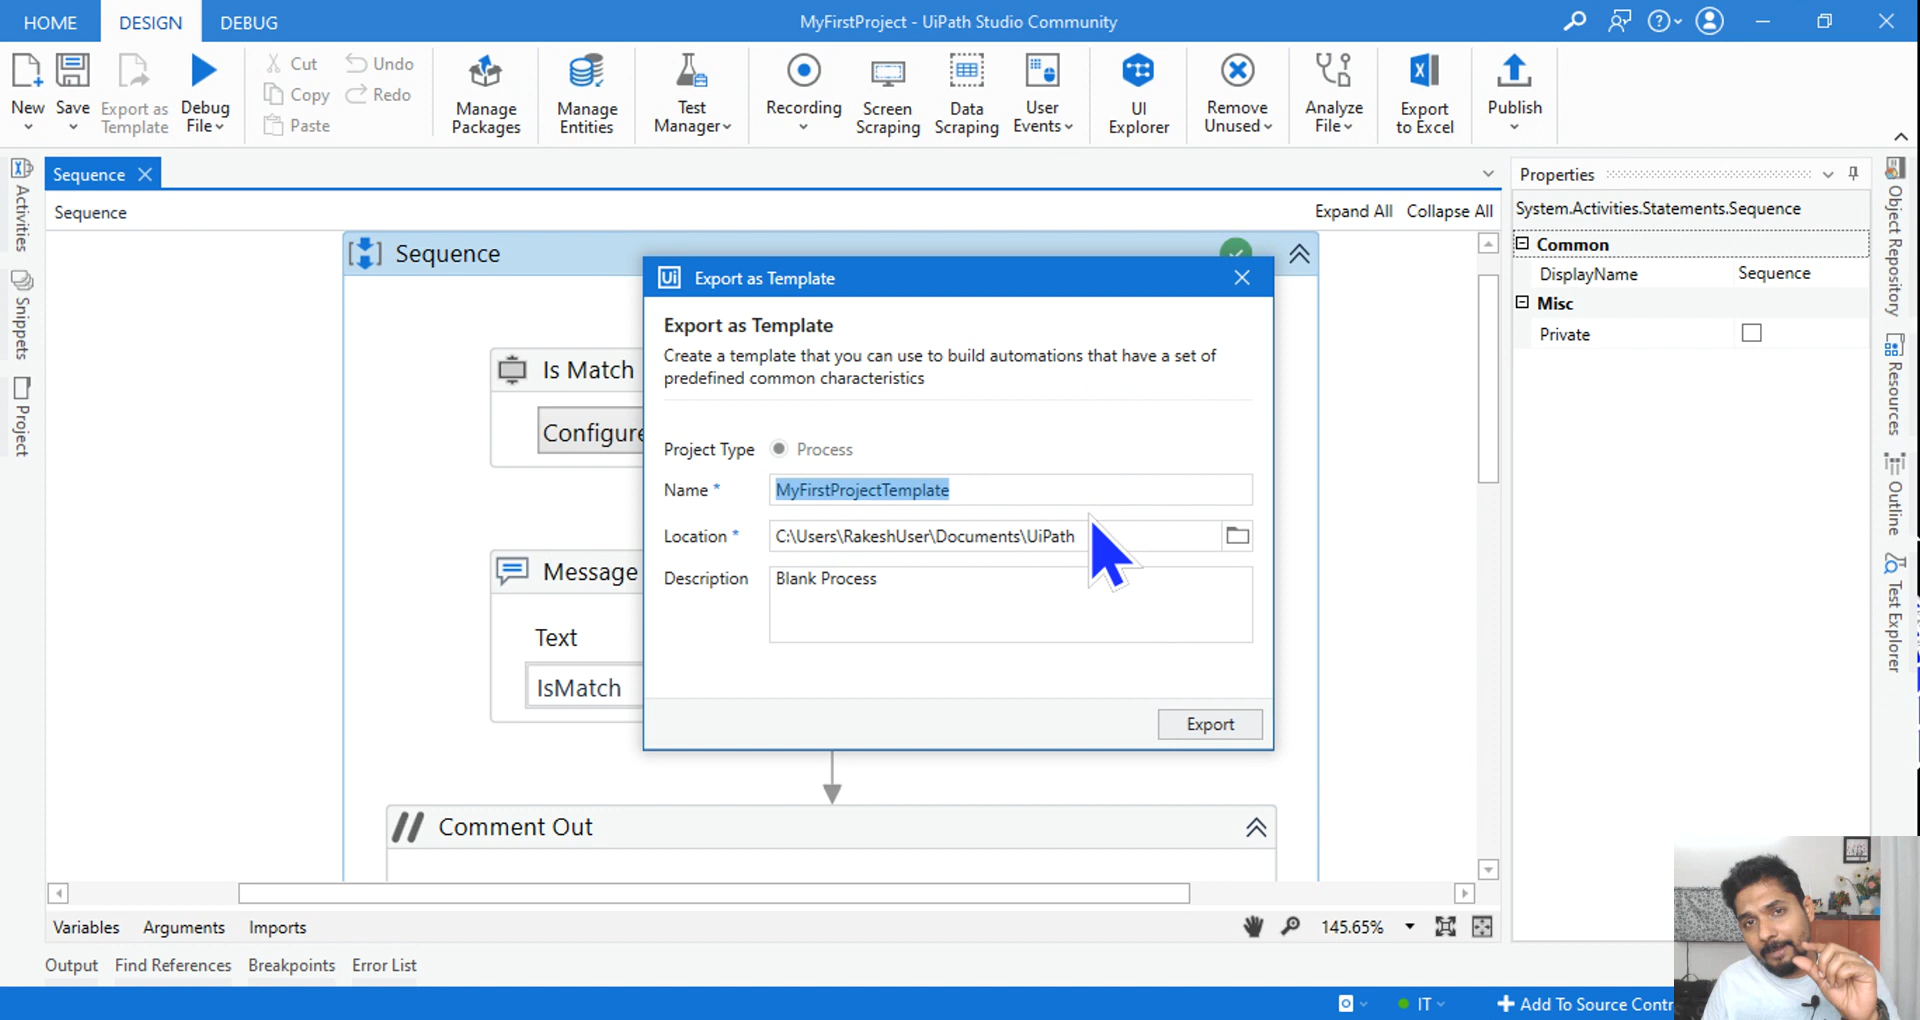 HOME DESIGN DEBUG
MyFirstProject - UiPath Studio Community
New
Save
Export as
Template
Debug
File
Cut
Copy
Paste
Undo
Redo
Manage
Packages
Manage
Entities
Test
Manager
Recording
Screen
Scraping
Data
Scraping
User
Events
UI
Explorer
Remove
Unused
Analyze
File
Export
to Excel
Publish
Activities
Snippets
Project
Sequence
Sequence
Expand All Collapse All
Sequence
Is Match
Configure
Message
Text
IsMatch
Comment Out
Ui Export as Template
Export as Template
Create a template that you can use to build automations that have a set of
predefined common characteristics
Project Type Process
Name * MyFirstProjectTemplate
Location * C:\Users\RakeshUser\Documents\UiPath
Description Blank Process
Export
Properties
System.Activities.Statements.Sequence
Common
DisplayName Sequence
Misc
Private
Object Repository
Resources
Outline
Test Explorer
Variables Arguments Imports
145.65%
Output Find References Breakpoints Error List
IT
Add To Source Contr